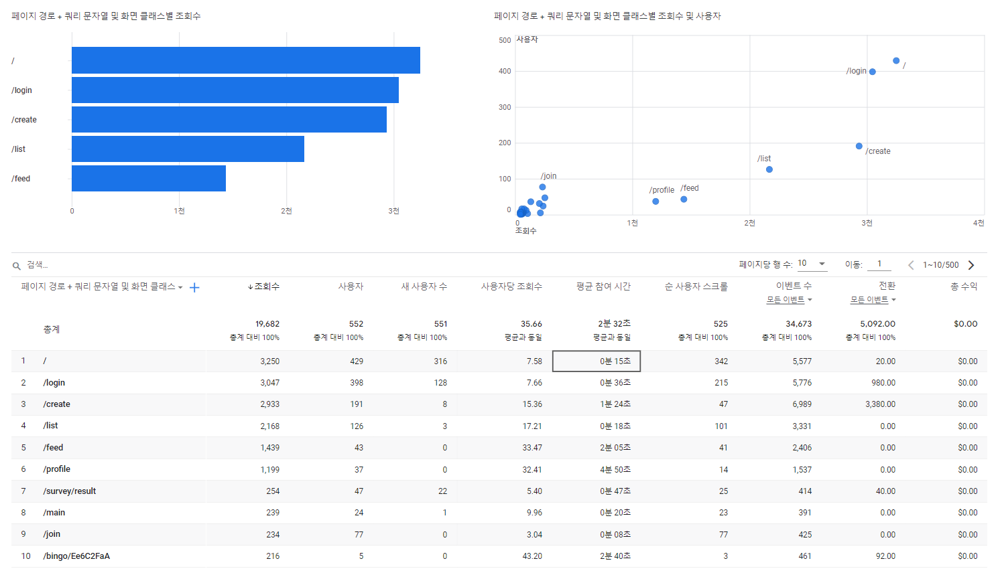 페이지 경로 + 쿼리 문자열 및 화면 클래스별 조회수
/
/login
/create
/list
/feed
0
1천
2천
3천
페이지 경로 + 쿼리 문자열 및 화면 클래스별 조회수 및 사용자
500
사용자
400
300
200
100
0
/login
/
/create
/list
/join
/profile
/feed
0
1천
2천
3천
4천
조회수
검색...
페이지당 행 수: 10
이동: 1
1~10/500
페이지 경로 + 쿼리 문자열 및 화면 클래스 조회수 사용자 새 사용자 수 사용자당 조회수 평균 참여 시간 순 사용자 스크롤 이벤트 수 전환 총 수익
모든 이벤트 모든 이벤트
총계 19,682 552 551 35.66 2분 32초 525 34,673 5,092.00 $0.00
총계 대비 100% 총계 대비 100% 총계 대비 100% 평균과 동일 평균과 동일 총계 대비 100% 총계 대비 100% 총계 대비 100%
1 / 3,250 429 316 7.58 0분 15초 342 5,577 20.00 $0.00
2 /login 3,047 398 128 7.66 0분 36초 215 5,776 980.00 $0.00
3 /create 2,933 191 8 15.36 1분 24초 47 6,989 3,380.00 $0.00
4 /list 2,168 126 3 17.21 0분 18초 101 3,331 0.00 $0.00
5 /feed 1,439 43 0 33.47 2분 05초 41 2,406 0.00 $0.00
6 /profile 1,199 37 0 32.41 4분 50초 14 1,537 0.00 $0.00
7 /survey/result 254 47 22 5.40 0분 47초 25 414 40.00 $0.00
8 /main 239 24 1 9.96 0분 20초 23 391 0.00 $0.00
9 /join 234 77 0 3.04 0분 08초 77 425 0.00 $0.00
10 /bingo/Ee6C2FaA 216 5 0 43.20 2분 40초 3 461 92.00 $0.00